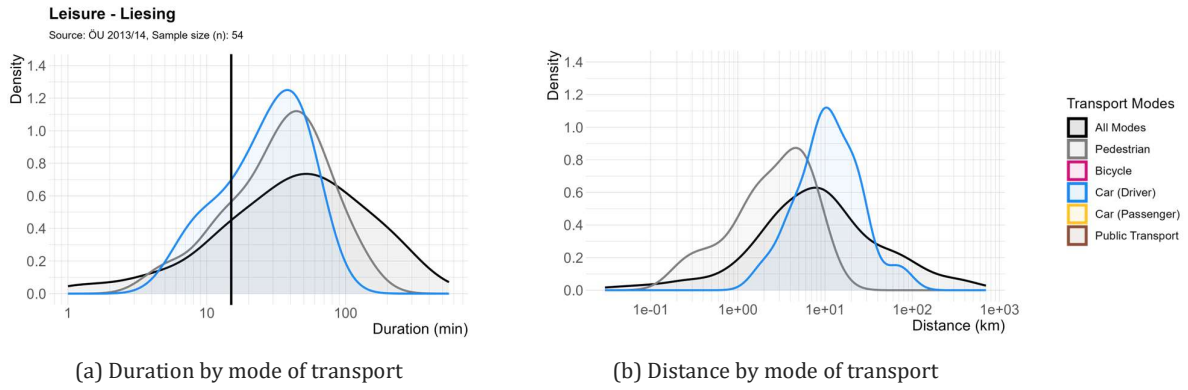 Leisure - Liesing
Source: ÖU 2013/14, Sample size (n): 54
Density
1.4
1.2
1.0
0.8
0.6
0.4
0.2
0.0
1
10
100
Duration (min)
(a) Duration by mode of transport
Density
1.4
1.2
1.0
0.8
0.6
0.4
0.2
0.0
1e-01
1e+00
1e+01
1e+02
1e+03
Distance (km)
(b) Distance by mode of transport
Transport Modes
All Modes
Pedestrian
Bicycle
Car (Driver)
Car (Passenger)
Public Transport